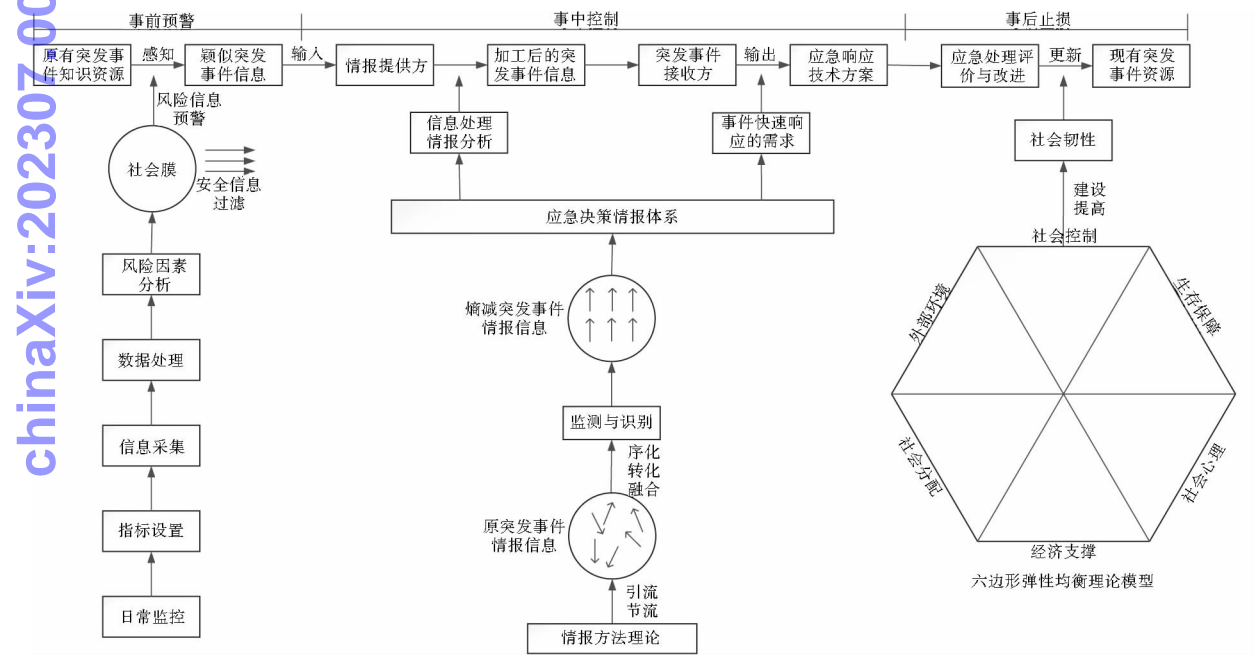 chinaXiv:202307.00
事前预警
事中控制
事后止损
原有突发事
件知识资源
感知
疑似突发
事件信息
输入
情报提供方
加工后的突
发事件信息
突发事件
接收方
输出
应急响应
技术方案
应急处理评
价与改进
更新
现有突发
事件资源
风险信息
预警
社会膜
安全信息
过滤
风险因素
分析
数据处理
信息采集
指标设置
日常监控
信息处理
情报分析
事件快速响
应的需求
应急决策情报体系
熵减突发事件
情报信息
监测与识别
序化
转化
融合
原突发事件
情报信息
引流
节流
情报方法理论
社会韧性
建设
提高
社会控制
外部环境
生存保障
社会分配
社会心理
经济支撑
六边形弹性均衡理论模型